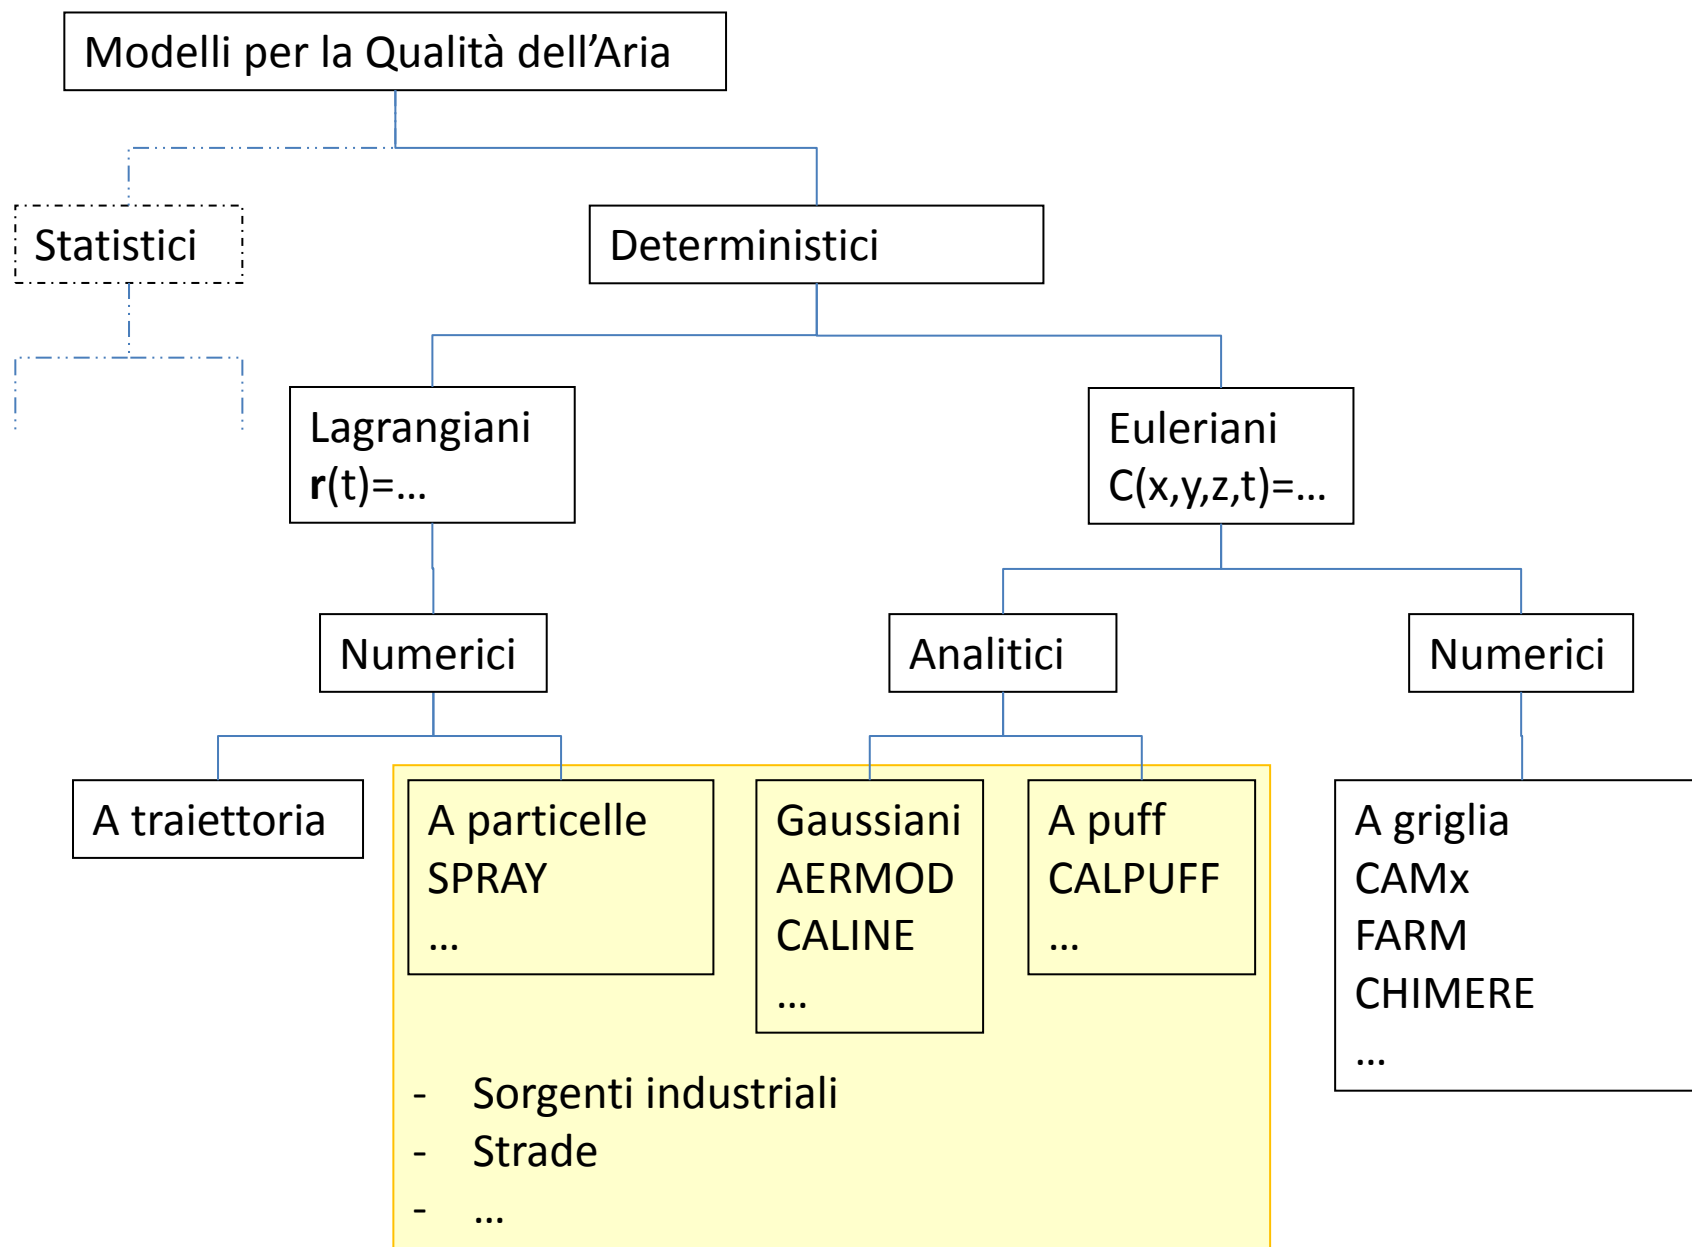 Modelli per la Qualità dell’Aria
Statistici
Deterministici
Lagrangiani
r(t)=...
Euleriani
C(x,y,z,t)=...
Numerici
Analitici
Numerici
A traiettoria
A particelle
SPRAY
...
Gaussiani
AERMOD
CALINE
...
A puff
CALPUFF
...
A griglia
CAMx
FARM
CHIMERE
...
- Sorgenti industriali
- Strade
- ...